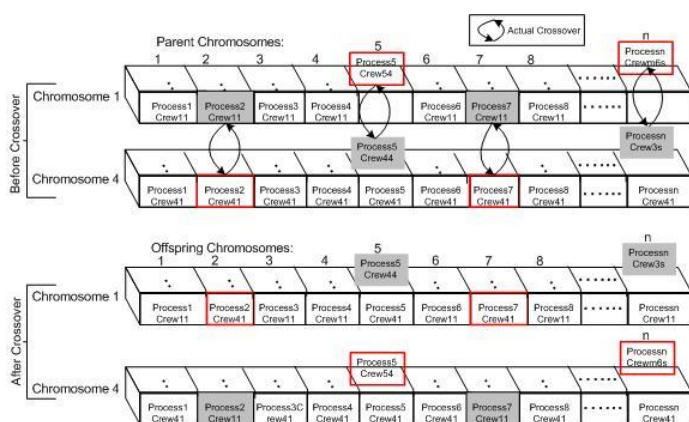 Actual Crossover
Parent Chromosomes:
1 2 3 4 5 6 7 8 n
Process5
Crew54
Processn
Crewm6s
Before Crossover
Chromosome 1
Process1 Process2 Process3 Process4 Process6 Process7 Process8 Processn
Crew11 Crew11 Crew11 Crew11 Crew11 Crew11 Crew11 Crew11
Process5
Crew44
Processn
Crew3s
Chromosome 4
Process1 Process2 Process3 Process4 Process5 Process6 Process7 Process8 Processn
Crew41 Crew41 Crew41 Crew41 Crew41 Crew41 Crew41 Crew41 Crew41
Offspring Chromosomes:
1 2 3 4 5 6 7 8 n
Process5
Crew44
Processn
Crew3s
After Crossover
Chromosome 1
Process1 Process2 Process3 Process4 Process5 Process6 Process7 Process8 Processn
Crew11 Crew41 Crew11 Crew11 Crew11 Crew11 Crew41 Crew11 Crew11
n
Process5
Crew54
Processn
Crewm6s
Chromosome 4
Process1 Process2 Process3C Process4 Process5 Process6 Process7 Process8 Processn
Crew41 Crew11 rew41 Crew41 Crew41 Crew41 Crew11 Crew41 Crew41